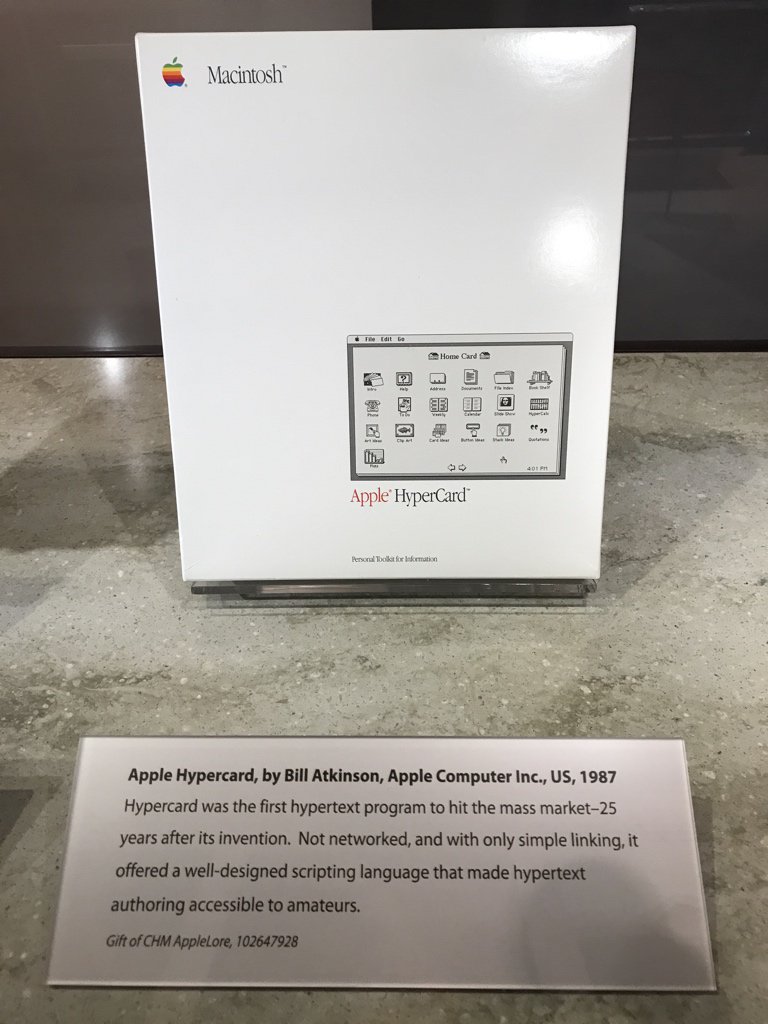 Macintosh™
File Edit Go
Home Card
Intro Help Address Documents File Index Book Shelf
Phone To Do Weekly Calendar Slide Show HyperCalc
Art Ideas Clip Art Card Ideas Button Ideas Stack Ideas Quotations
4:01 PM
Apple® HyperCard™
Personal Toolkit for Information
Apple Hypercard, by Bill Atkinson, Apple Computer Inc., US, 1987
Hypercard was the first hypertext program to hit the mass market–25
years after its invention. Not networked, and with only simple linking, it
offered a well-designed scripting language that made hypertext
authoring accessible to amateurs.
Gift of CHM AppleLore, 102647928